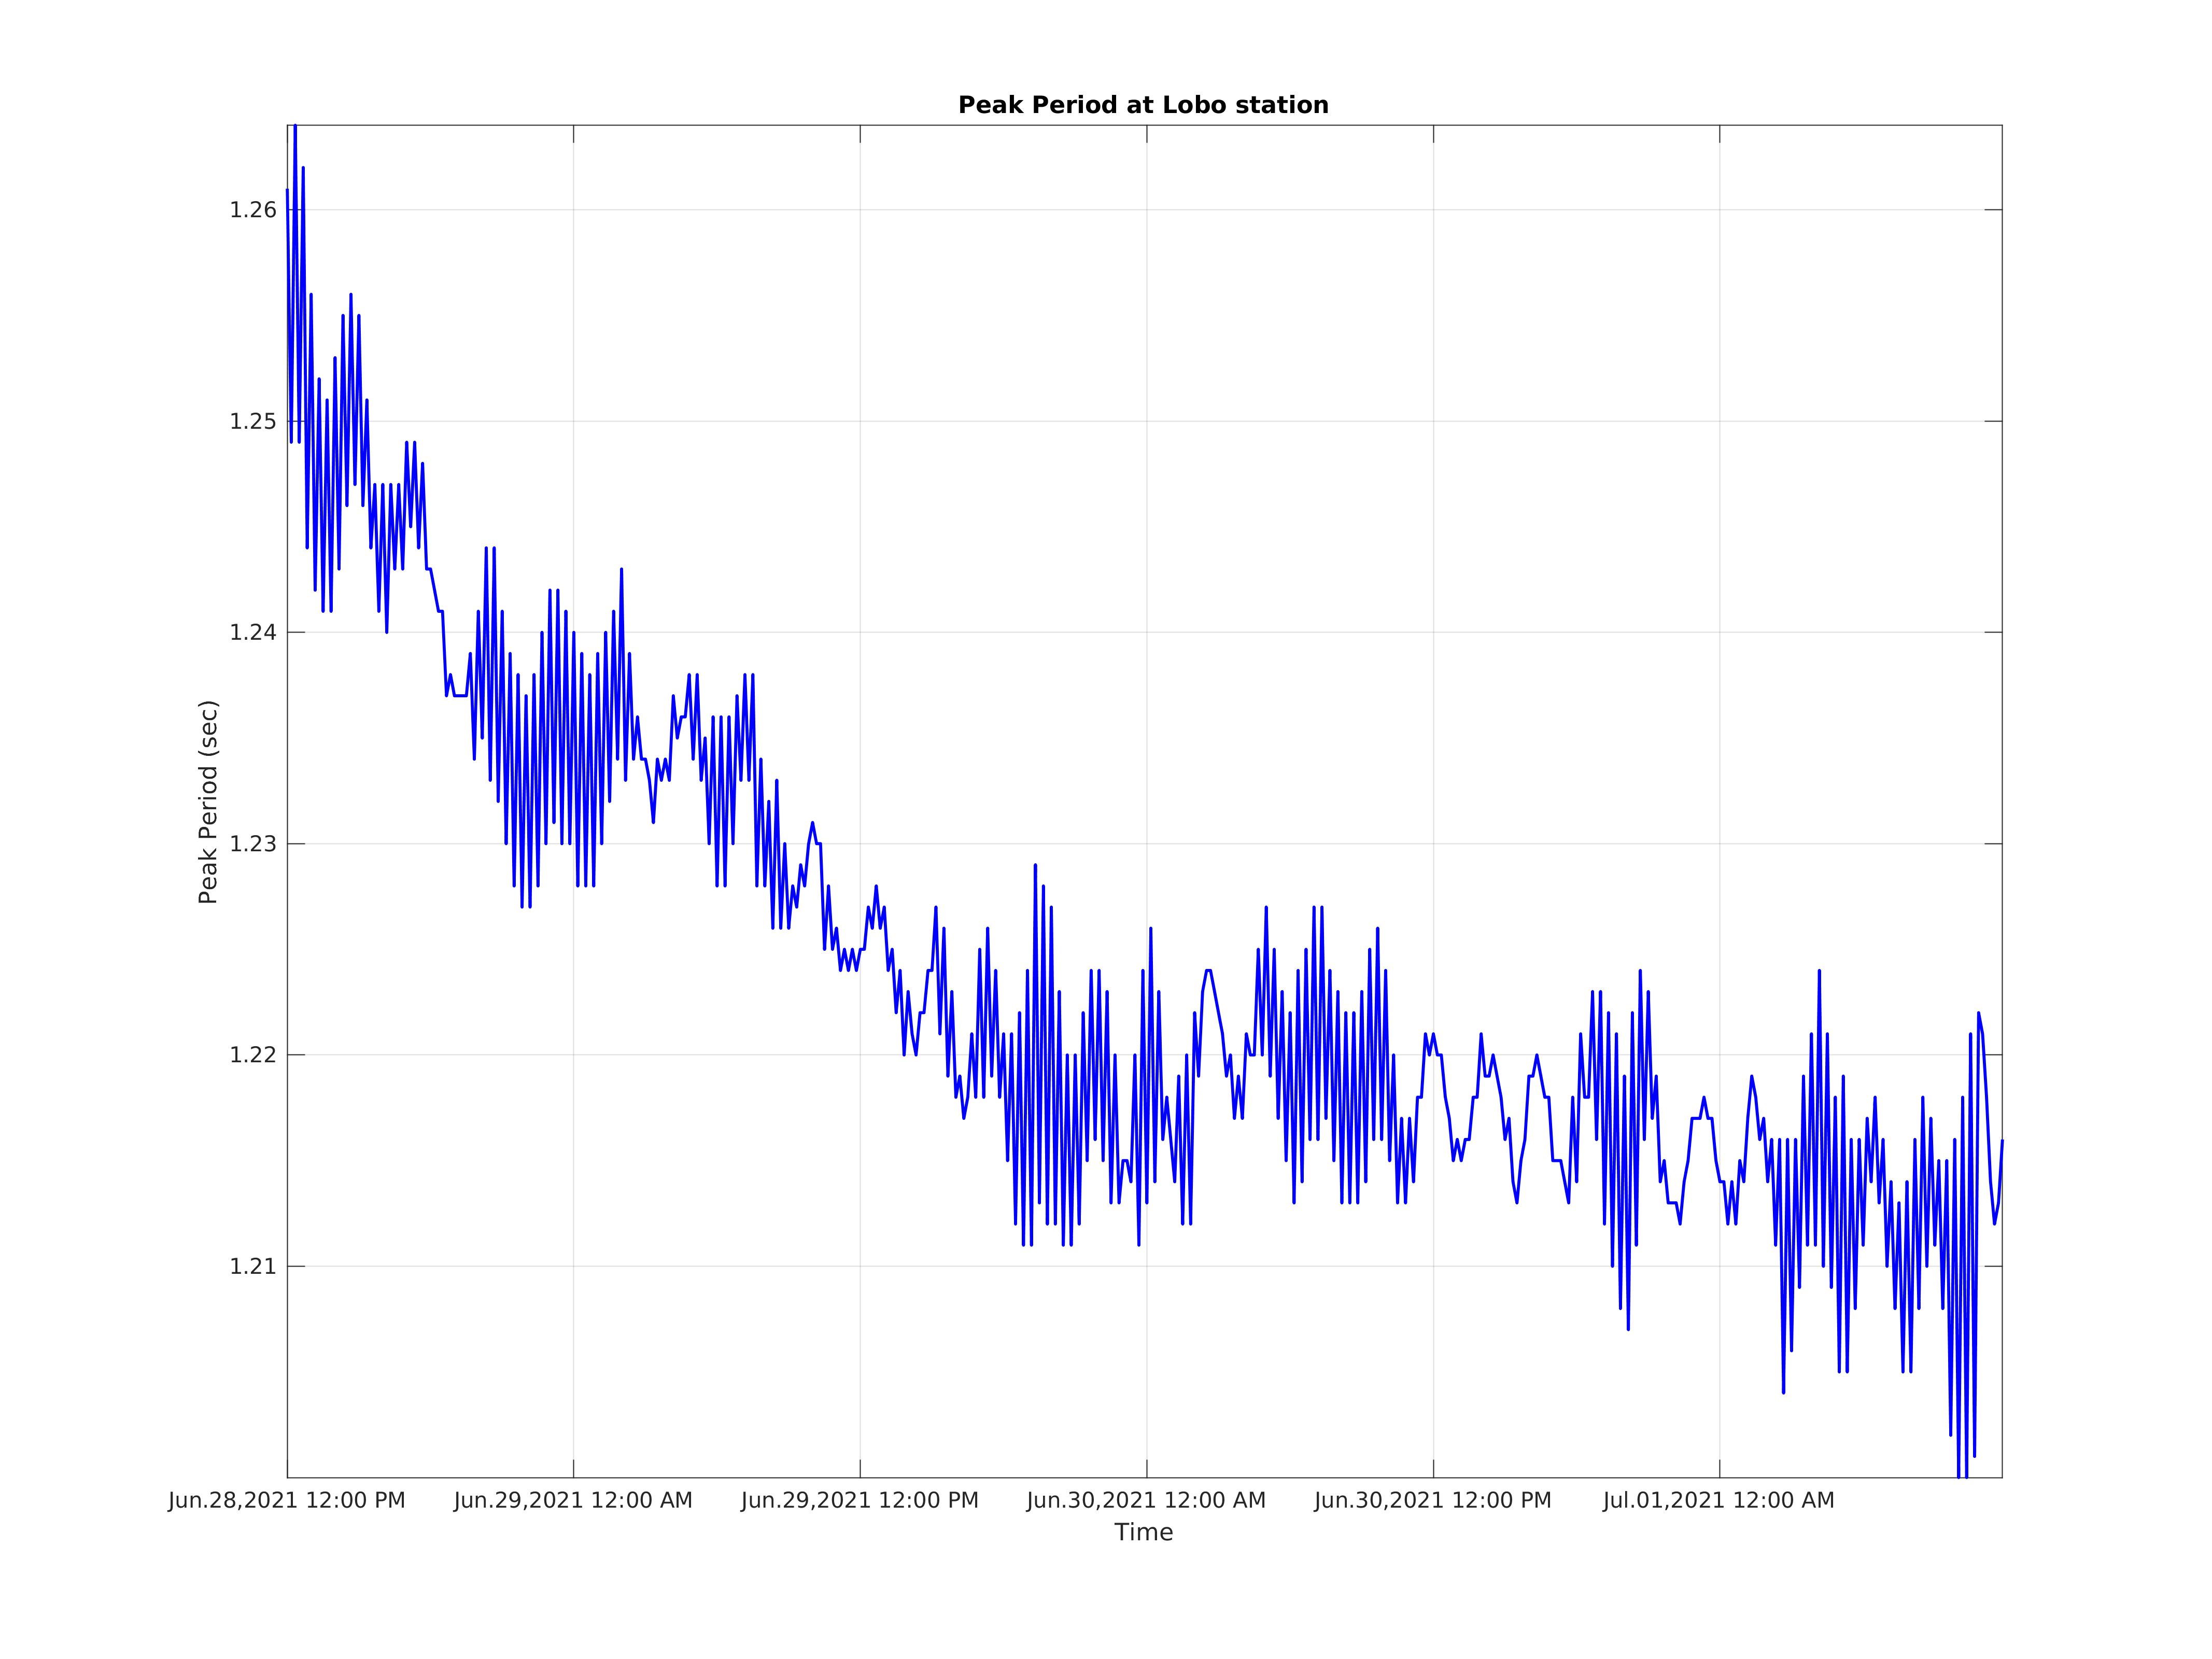 Peak Period at Lobo station
1.26
1.25
1.24
1.23
1.22
1.21
Peak Period (sec)
Jun.28,2021 12:00 PM
Jun.29,2021 12:00 AM
Jun.29,2021 12:00 PM
Jun.30,2021 12:00 AM
Jun.30,2021 12:00 PM
Jul.01,2021 12:00 AM
Time